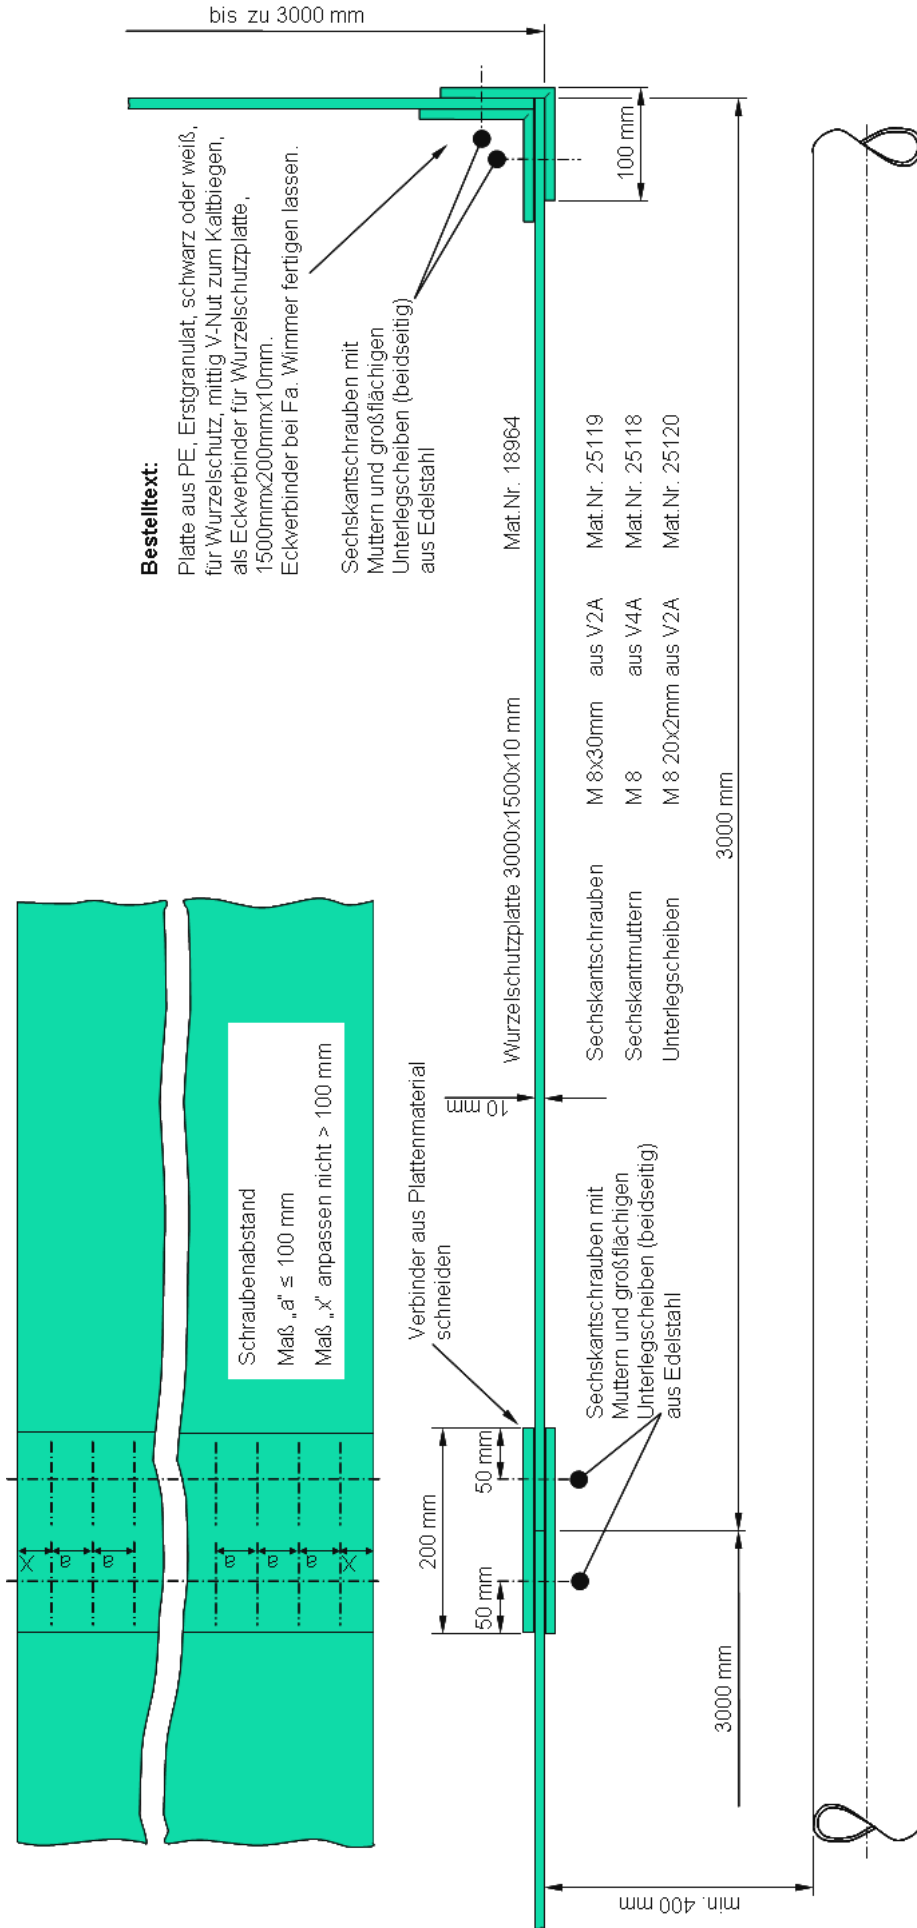 bis zu 3000 mm
Bestelltext:
Platte aus PE, Erstgranulat, schwarz oder weiß,
für Wurzelschutz, mittig V-Nut zum Kaltbiegen,
als Eckverbinder für Wurzelschutzplatte,
1500mmx200mmx10mm.
Eckverbinder bei Fa. Wimmer fertigen lassen.
Sechskantschrauben mit
Muttern und großflächigen
Unterlegscheiben (beidseitig)
aus Edelstahl
100 mm
X
a
a
a
a
a
X
Schraubenabstand
Maß „a" ≤ 100 mm
Maß „x" anpassen nicht > 100 mm
Verbinder aus Plattenmaterial
schneiden
200 mm
50 mm
50 mm
10 mm
Wurzelschutzplatte 3000x1500x10 mm Mat.Nr. 18964
Sechskantschrauben M 8x30mm aus V2A Mat.Nr. 25119
Sechskantmuttern M 8 aus V4A Mat.Nr. 25118
Unterlegscheiben M 8 20x2mm aus V2A Mat.Nr. 25120
Sechskantschrauben mit
Muttern und großflächigen
Unterlegscheiben (beidseitig)
aus Edelstahl
3000 mm
3000 mm
min. 400 mm